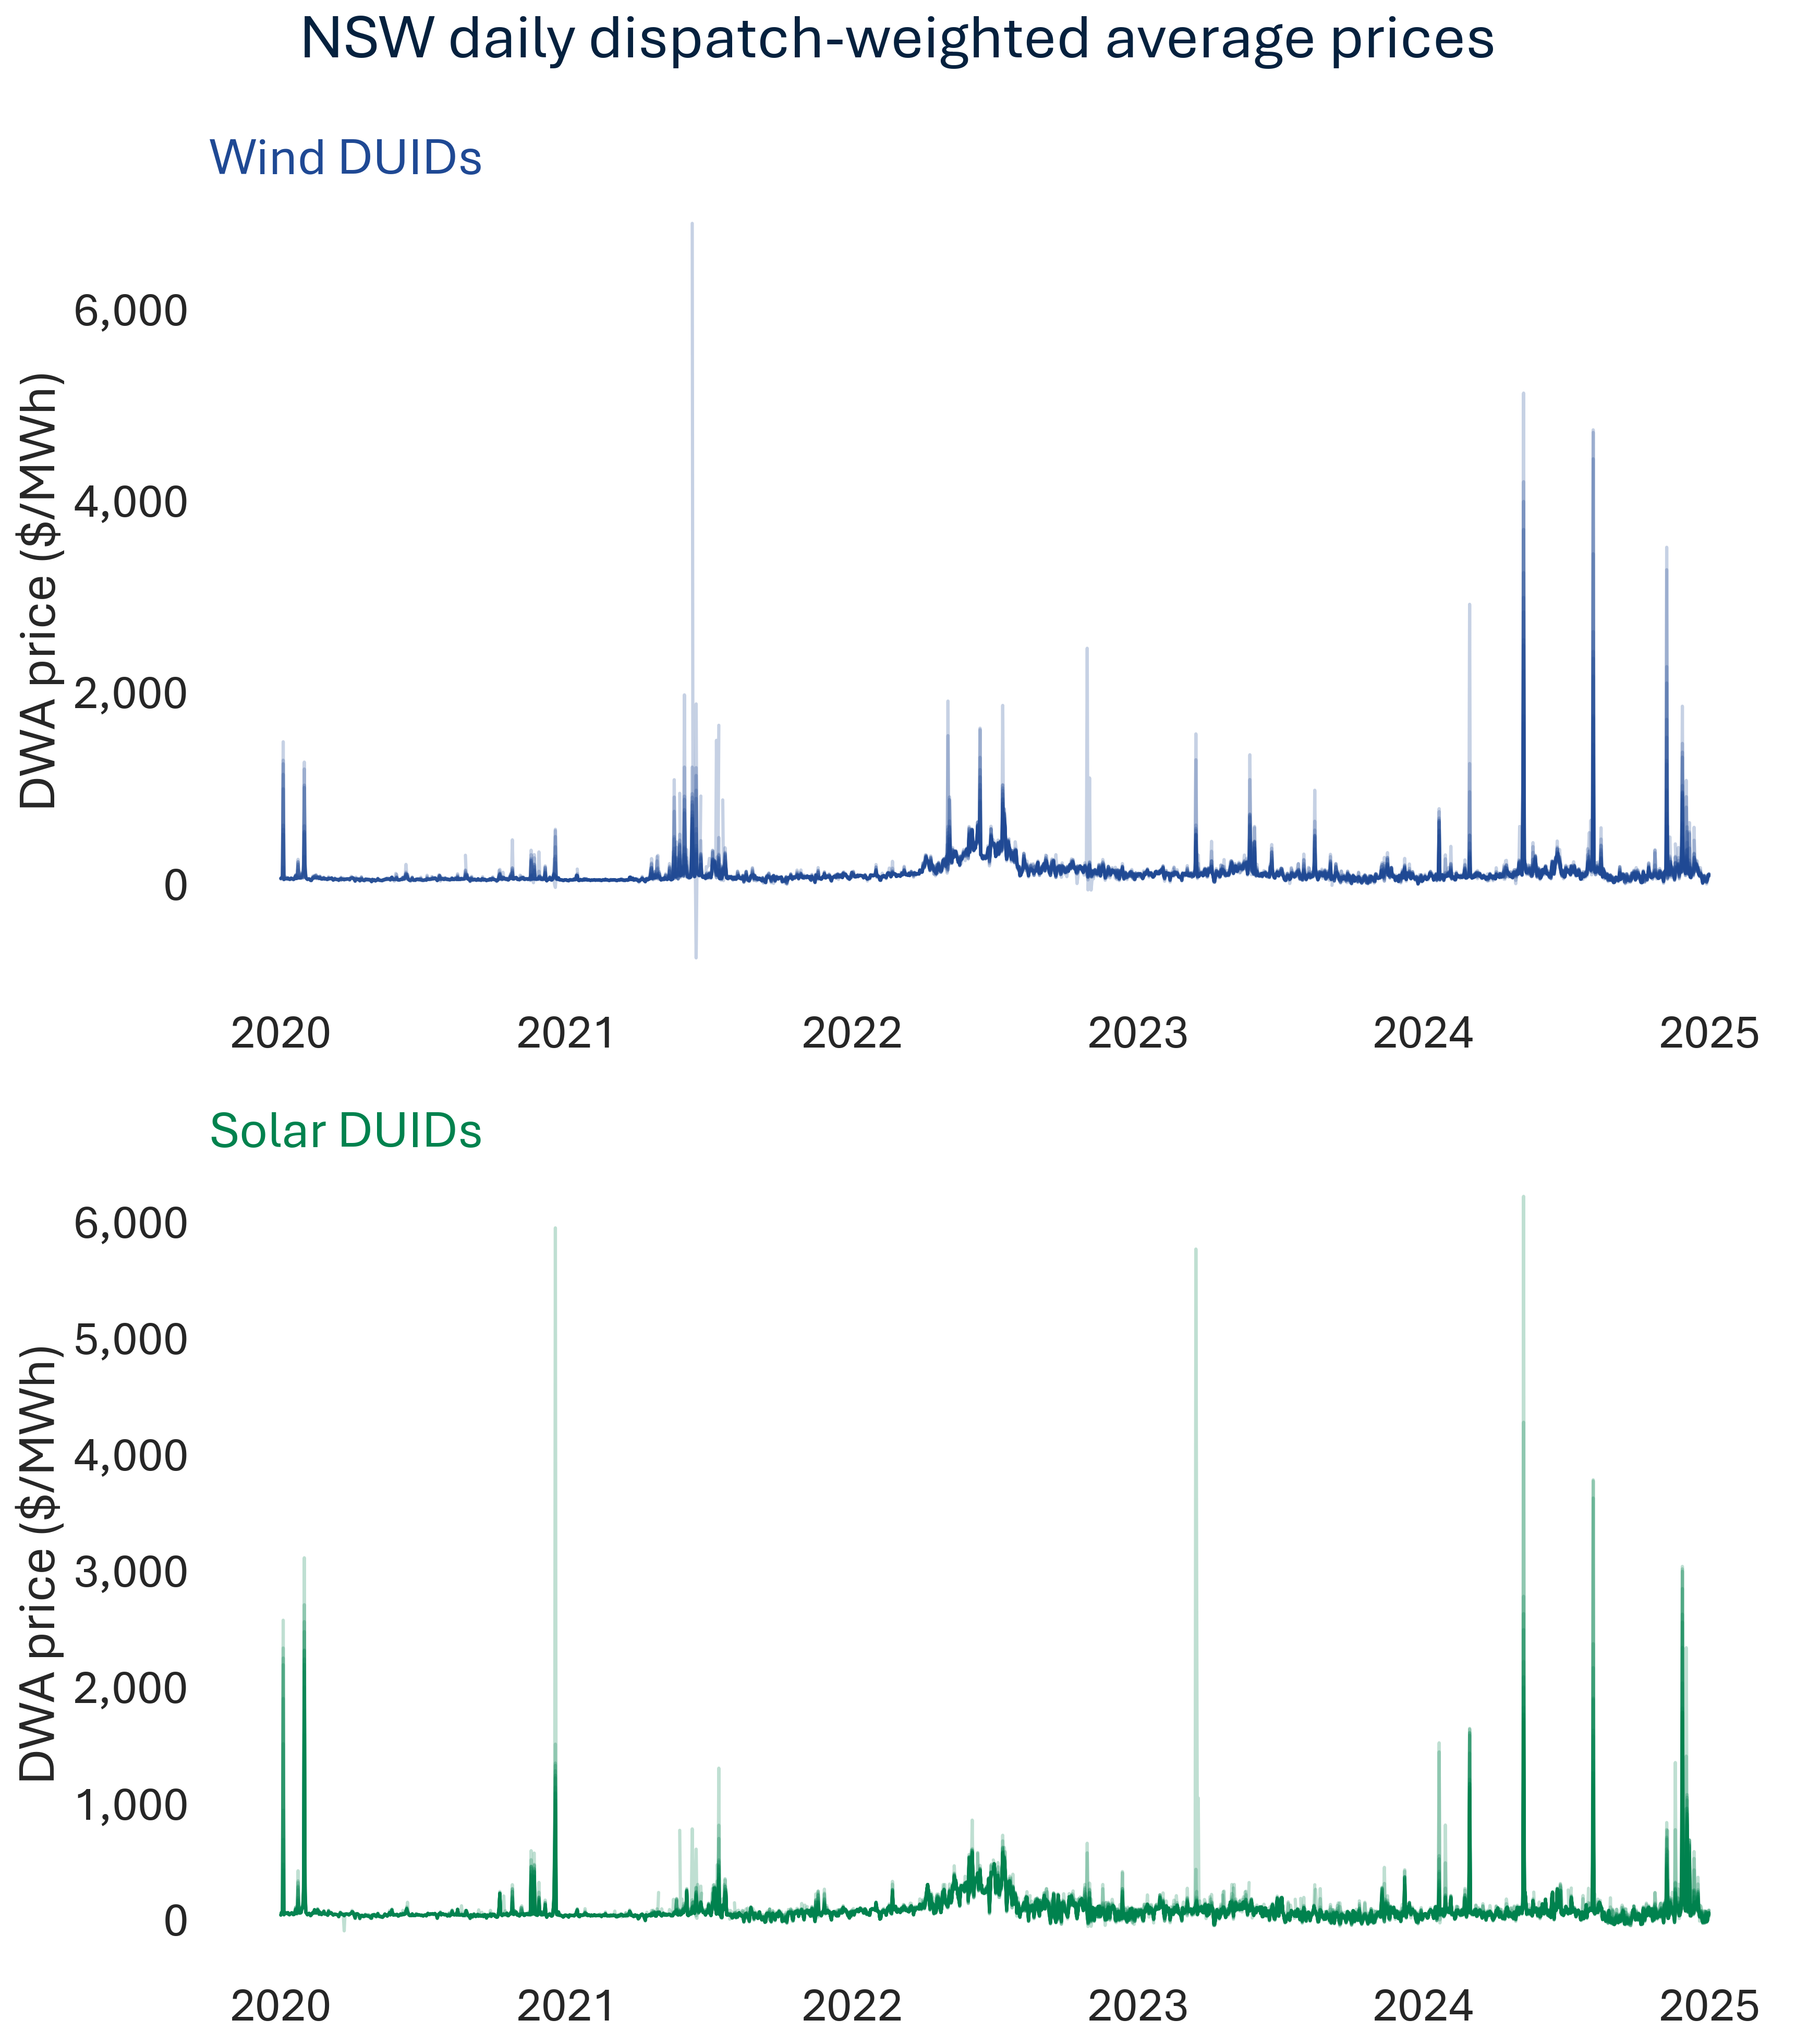 NSW daily dispatch-weighted average prices
Wind DUIDs
DWA price ($/MWh)
6,000
4,000
2,000
0
2020 2021 2022 2023 2024 2025
Solar DUIDs
DWA price ($/MWh)
6,000
5,000
4,000
3,000
2,000
1,000
0
2020 2021 2022 2023 2024 2025